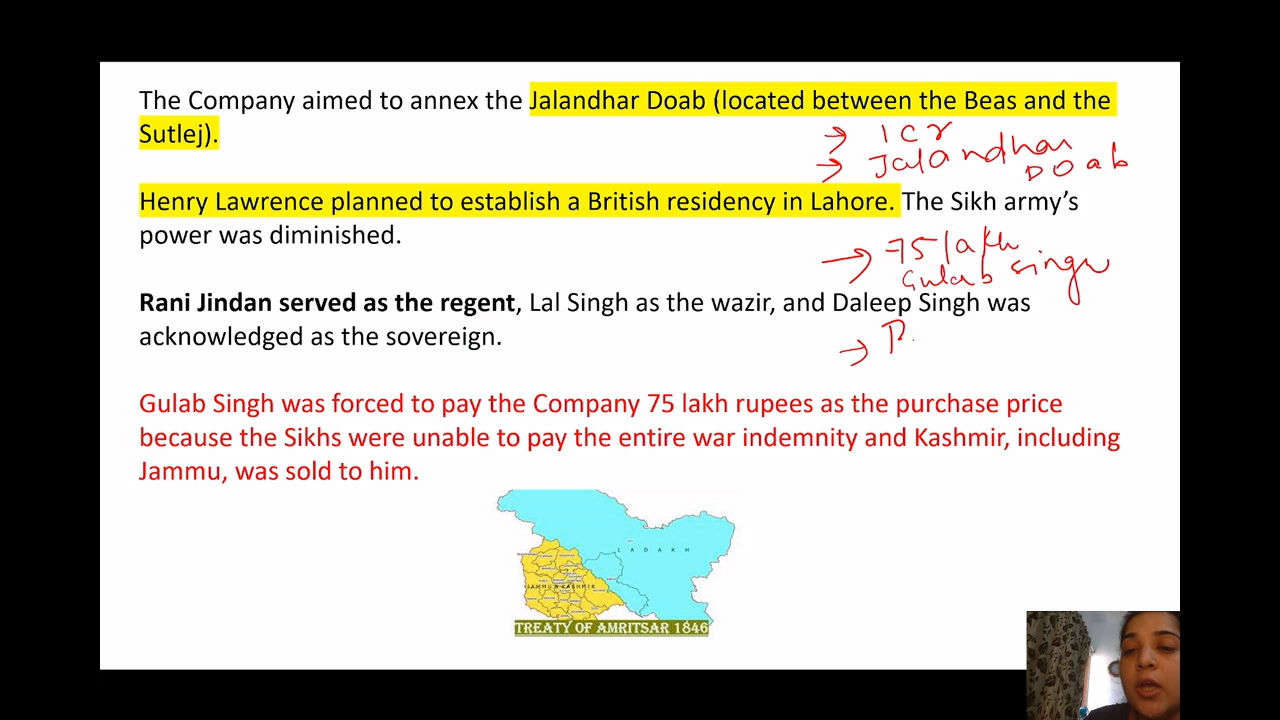 The Company aimed to annex the Jalandhar Doab (located between the Beas and the
Sutlej).
→ 1 C r
→ Jalandhar
Doab
Henry Lawrence planned to establish a British residency in Lahore. The Sikh army's
power was diminished.
→ 75 lakh
Gulab Singh
Rani Jindan served as the regent, Lal Singh as the wazir, and Daleep Singh was
acknowledged as the sovereign.
Gulab Singh was forced to pay the Company 75 lakh rupees as the purchase price
because the Sikhs were unable to pay the entire war indemnity and Kashmir, including
Jammu, was sold to him.
LADAKH
JAMMU & KASHMIR
TREATY OF AMRITSAR 1846